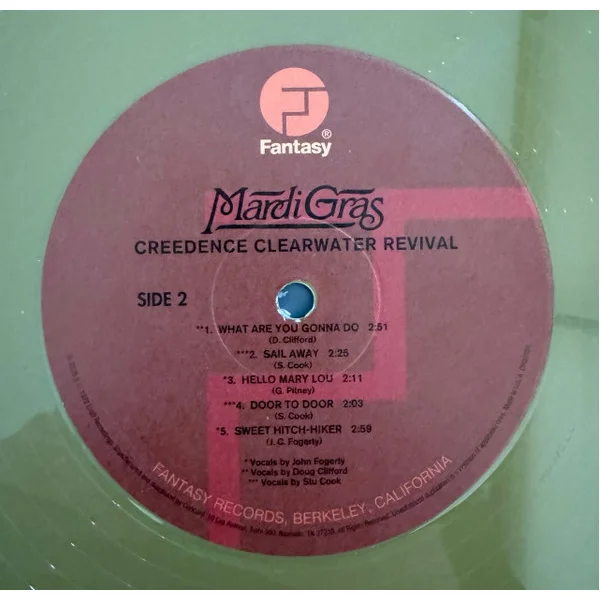 Fantasy®
Mardi Gras
CREEDENCE CLEARWATER REVIVAL
SIDE 2
**1. WHAT ARE YOU GONNA DO 2:51
(D. Clifford)
***2. SAIL AWAY 2:25
(S. Cook)
*3. HELLO MARY LOU 2:11
(G. Pitney)
***4. DOOR TO DOOR 2:03
(S. Cook)
*5. SWEET HITCH-HIKER 2:59
(J. C. Fogerty)
* Vocals by John Fogerty
** Vocals by Doug Clifford
*** Vocals by Stu Cook
FANTASY RECORDS, BERKELEY, CALIFORNIA